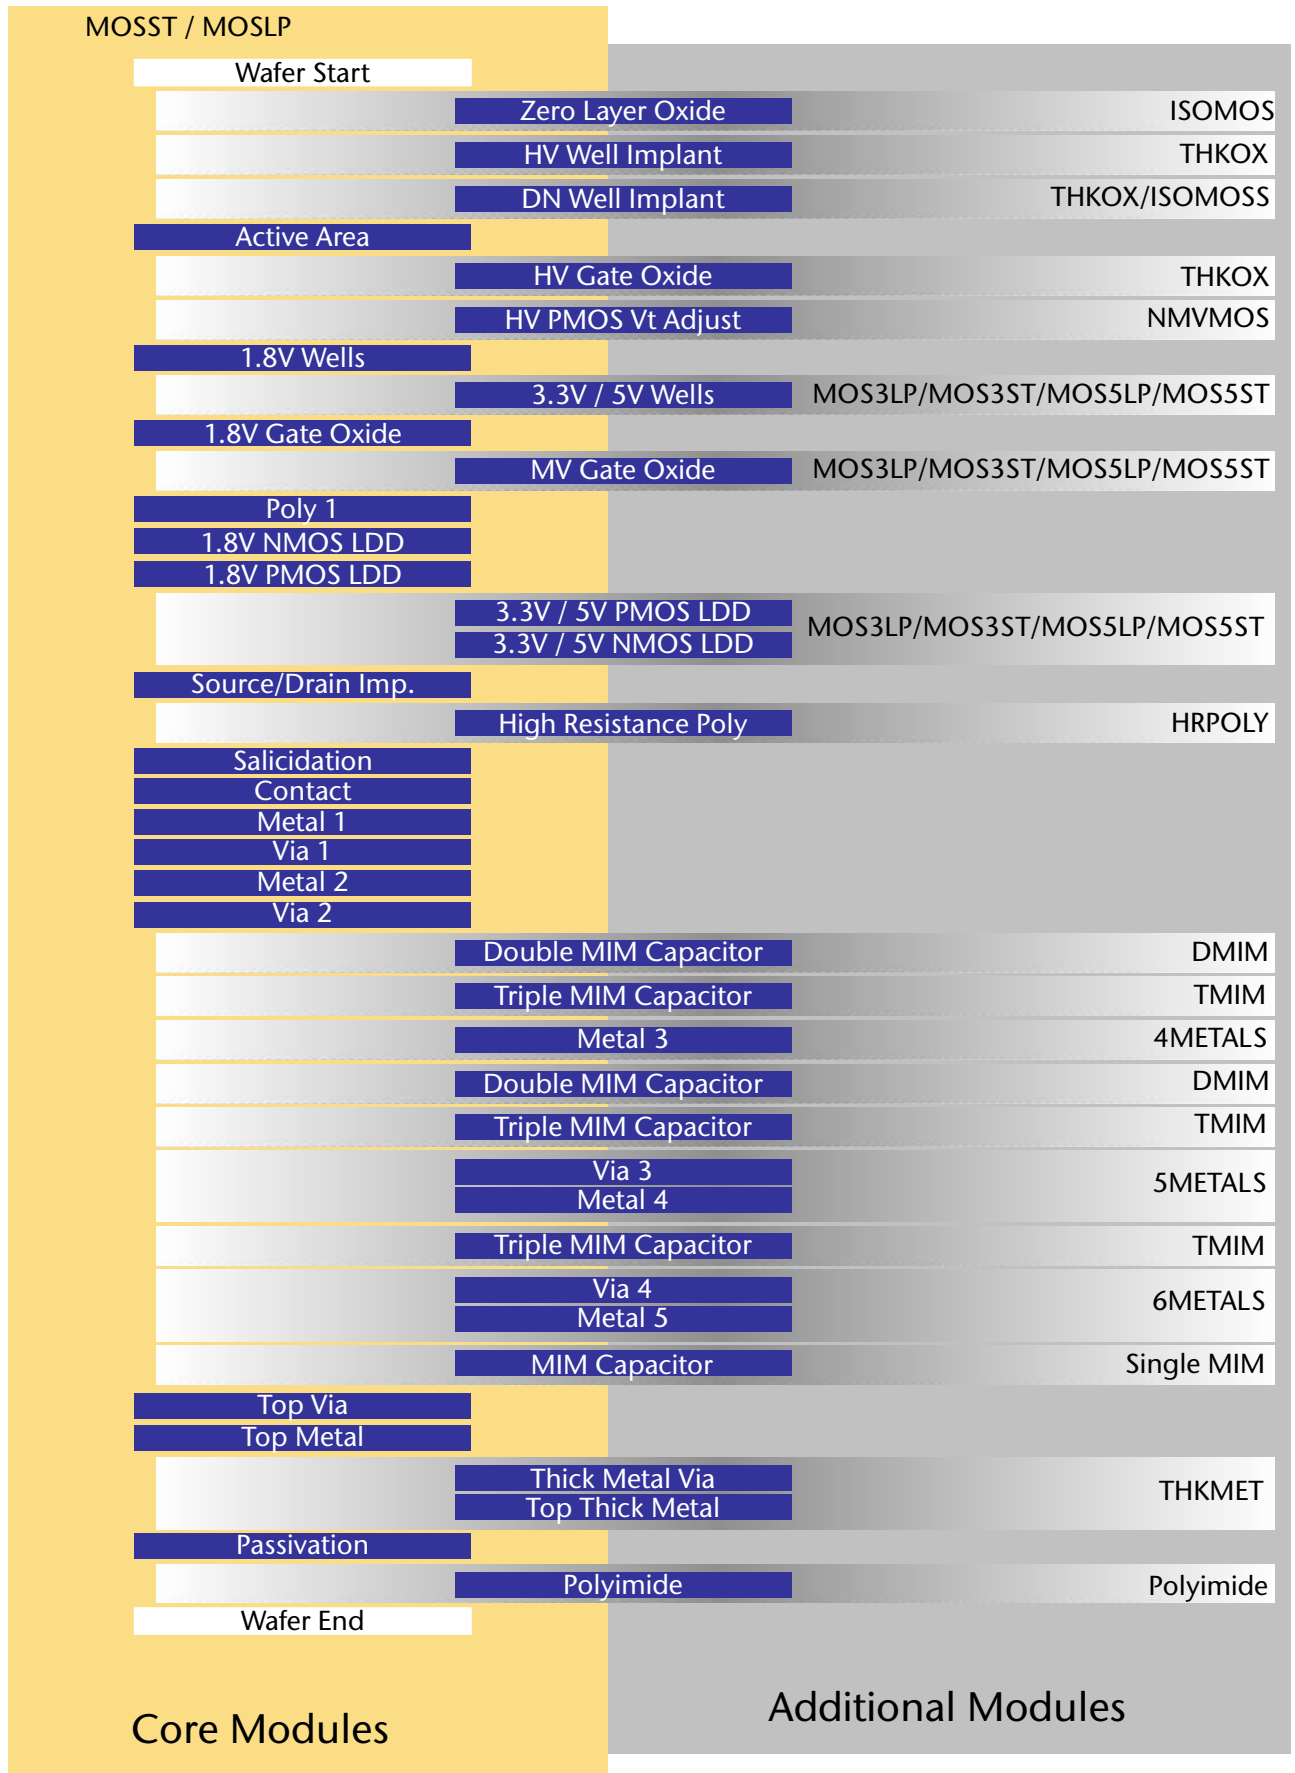 MOSST / MOSLP
Wafer Start
Zero Layer Oxide ISOMOS
HV Well Implant THKOX
DN Well Implant THKOX/ISOMOSS
Active Area
HV Gate Oxide THKOX
HV PMOS Vt Adjust NMVMOS
1.8V Wells
3.3V / 5V Wells MOS3LP/MOS3ST/MOS5LP/MOS5ST
1.8V Gate Oxide
MV Gate Oxide MOS3LP/MOS3ST/MOS5LP/MOS5ST
Poly 1
1.8V NMOS LDD
1.8V PMOS LDD
3.3V / 5V PMOS LDD
3.3V / 5V NMOS LDD
MOS3LP/MOS3ST/MOS5LP/MOS5ST
Source/Drain Imp.
High Resistance Poly HRPOLY
Salicidation
Contact
Metal 1
Via 1
Metal 2
Via 2
Double MIM Capacitor DMIM
Triple MIM Capacitor TMIM
Metal 3 4METALS
Double MIM Capacitor DMIM
Triple MIM Capacitor TMIM
Via 3
Metal 4
5METALS
Triple MIM Capacitor TMIM
Via 4
Metal 5
6METALS
MIM Capacitor Single MIM
Top Via
Top Metal
Thick Metal Via
Top Thick Metal
THKMET
Passivation
Polyimide Polyimide
Wafer End
Core Modules
Additional Modules